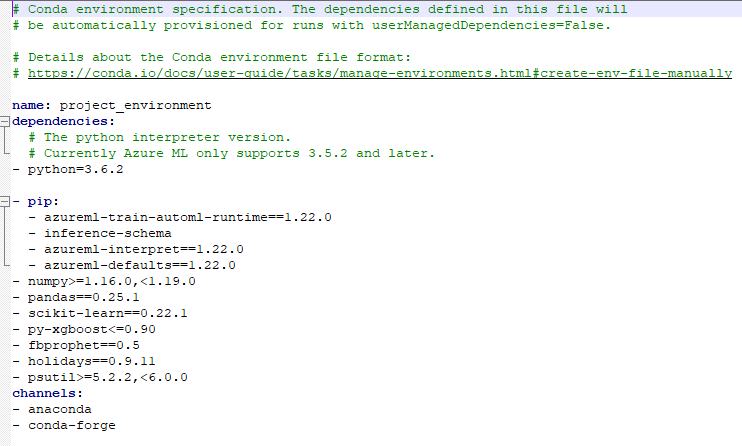 # Conda environment specification. The dependencies defined in this file will
# be automatically provisioned for runs with userManagedDependencies=False.
# Details about the Conda environment file format:
# https://conda.io/docs/user-guide/tasks/manage-environments.html#create-env-file-manually
name: project_environment
dependencies:
# The python interpreter version.
# Currently Azure ML only supports 3.5.2 and later.
- python=3.6.2
- pip:
- azureml-train-automl-runtime==1.22.0
- inference-schema
- azureml-interpret==1.22.0
- azureml-defaults==1.22.0
- numpy>=1.16.0,<1.19.0
- pandas==0.25.1
- scikit-learn==0.22.1
- py-xgboost<=0.90
- fbprophet==0.5
- holidays==0.9.11
- psutil>=5.2.2,<6.0.0
channels:
- anaconda
- conda-forge